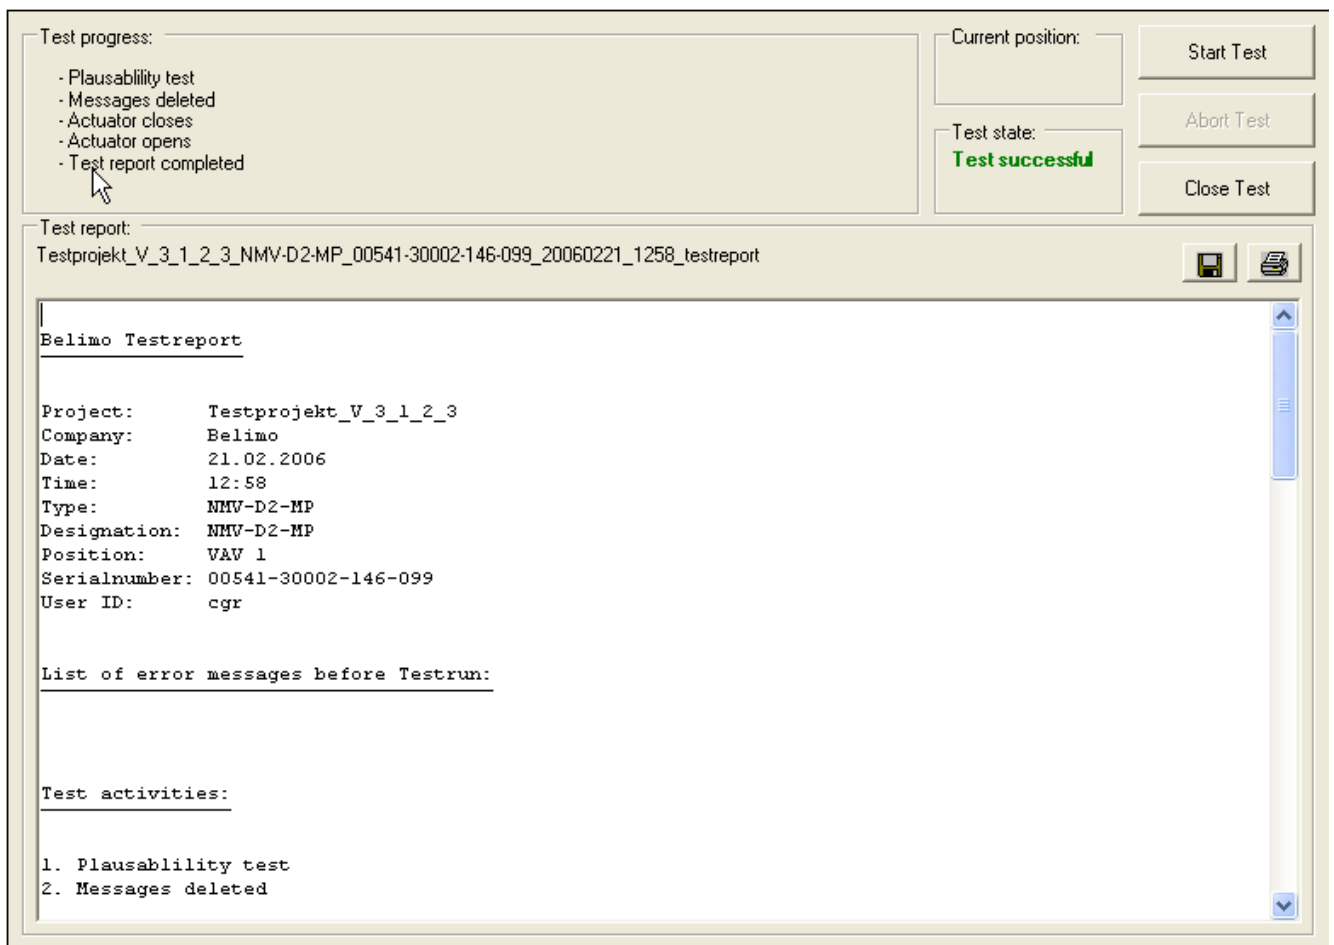 Test progress:
- Plausablility test
- Messages deleted
- Actuator closes
- Actuator opens
- Test report completed
Current position:
Test state:
Test successful
Start Test
Abort Test
Close Test
Test report:
Testprojekt_V_3_1_2_3_NMV-D2-MP_00541-30002-146-099_20060221_1258_testreport
Belimo Testreport
Project: Testprojekt_V_3_1_2_3
Company: Belimo
Date: 21.02.2006
Time: 12:58
Type: NMV-D2-MP
Designation: NMV-D2-MP
Position: VAV 1
Serialnumber: 00541-30002-146-099
User ID: cgr
List of error messages before Testrun:
Test activities:
1. Plausablility test
2. Messages deleted